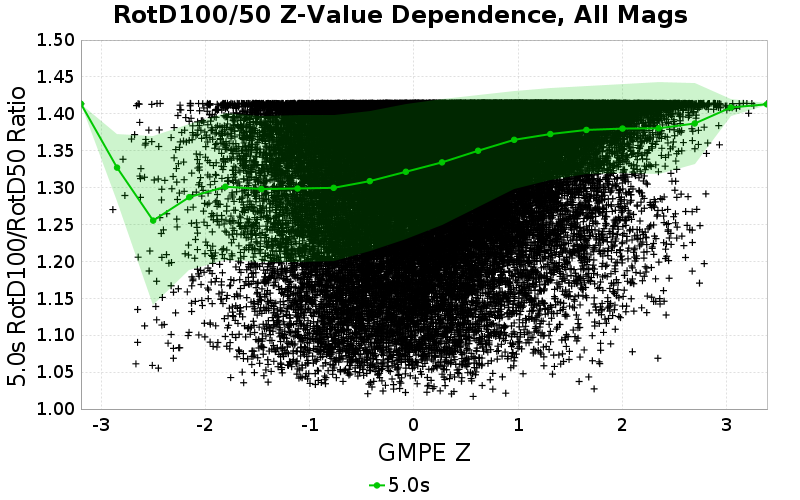 RotD100/50 Z-Value Dependence, All Mags
5.0s RotD100/RotD50 Ratio
1.50
1.45
1.40
1.35
1.30
1.25
1.20
1.15
1.10
1.05
1.00
-3 -2 -1 0 1 2 3
GMPE Z
5.0s